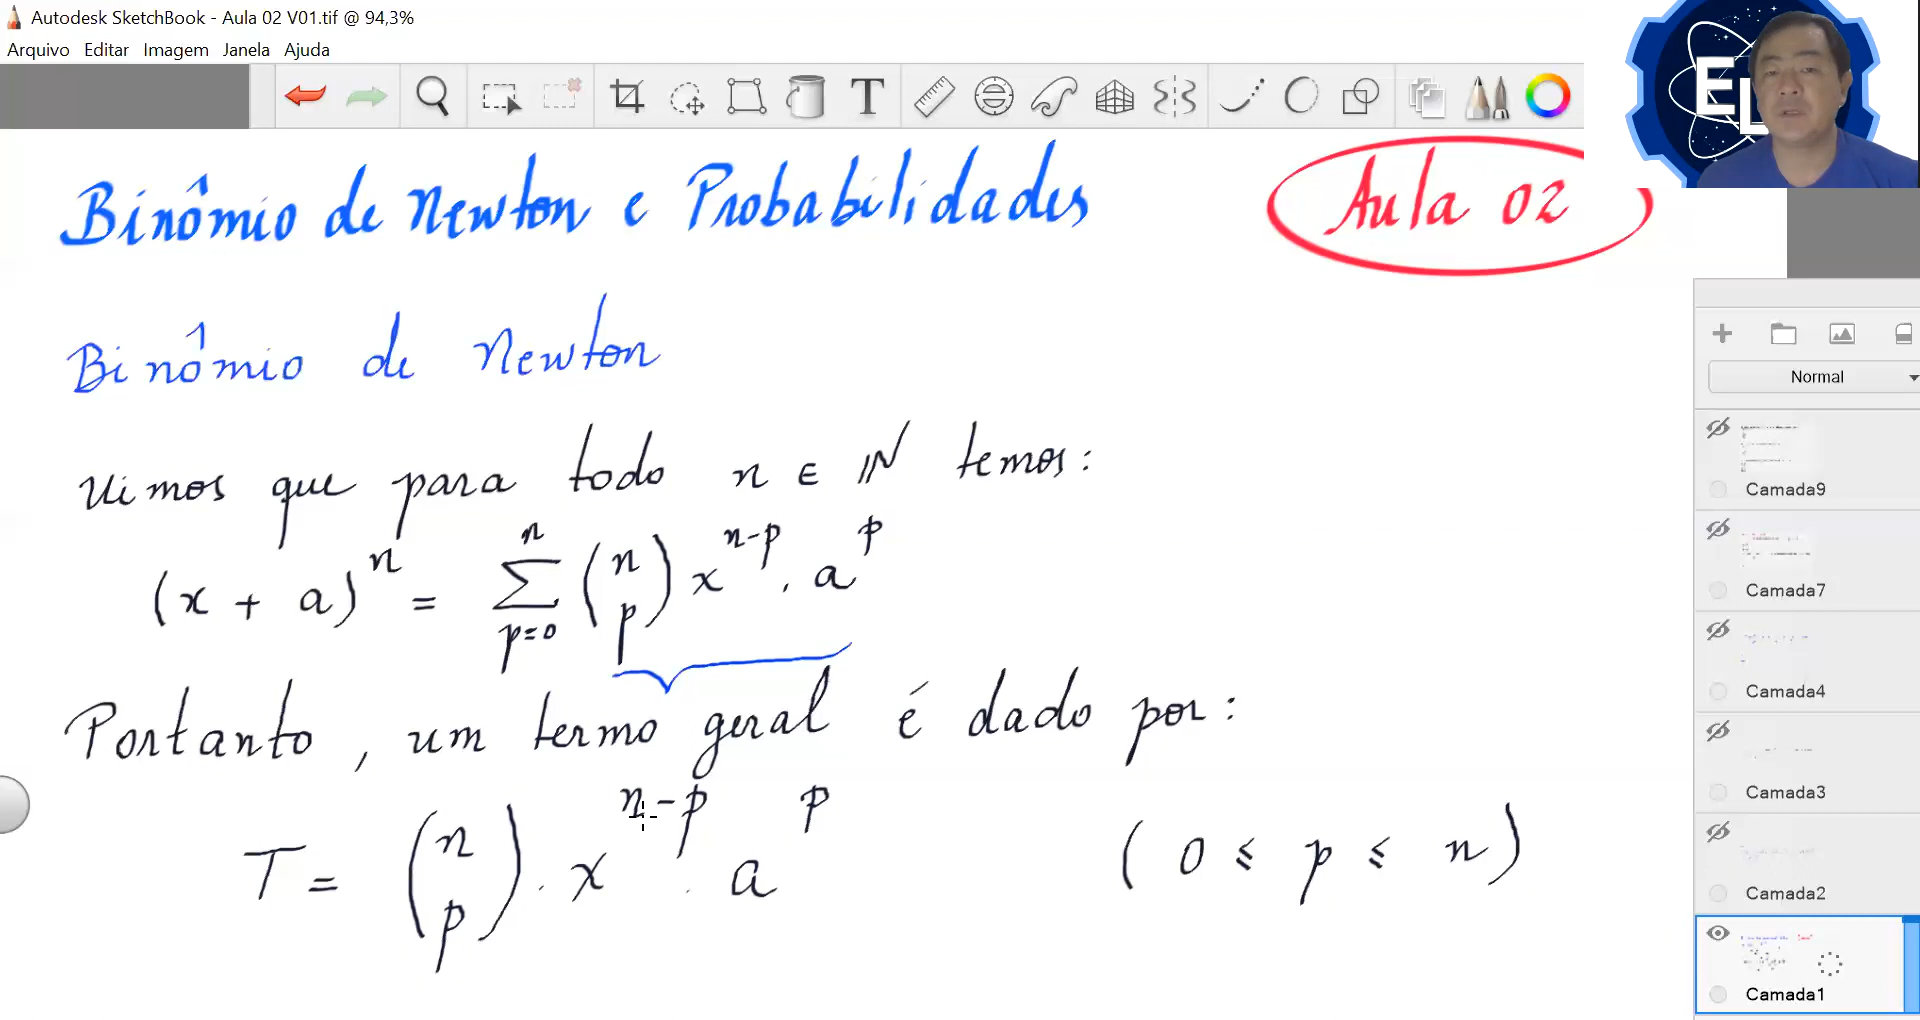 Autodesk SketchBook - Aula 02 V01.tif @ 94,3%
Arquivo Editar Imagem Janela Ajuda
T
EL
Binômio de Newton e Probabilidades
Aula 02
Binômio de Newton
Vimos que para todo n ∈ ℕ temos:
(x + a)^n = ∑_{p=0}^{n} (n p) x^{n-p} . a^p
Portanto, um termo geral é dado por:
T = (n p) . x^{n-p} . a^p (0 ≤ p ≤ n)
Normal
Camada9
Camada7
Camada4
Camada3
Camada2
Camada1